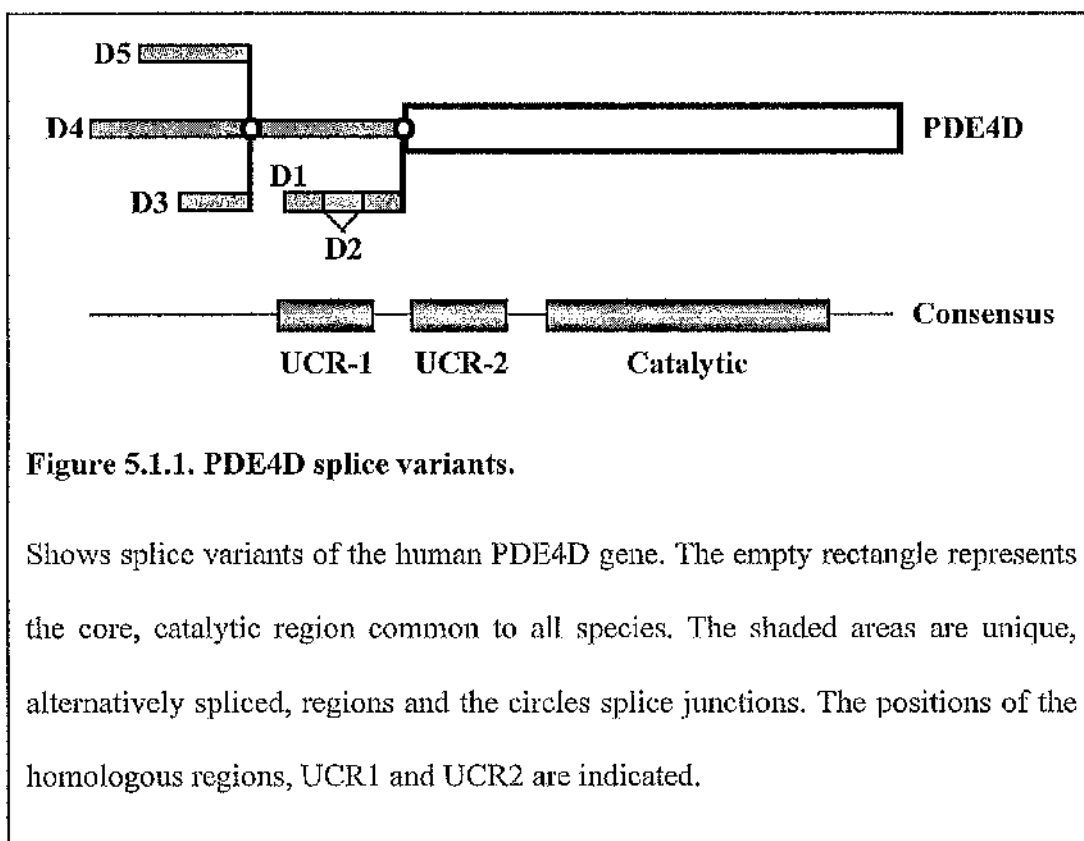 D5
D4
PDE4D
D1
D3
D2
Consensus
UCR-1 UCR-2 Catalytic
Figure 5.1.1. PDE4D splice variants.
Shows splice variants of the human PDE4D gene. The empty rectangle represents
the core, catalytic region common to all species. The shaded areas are unique,
alternatively spliced, regions and the circles splice junctions. The positions of the
homologous regions, UCR1 and UCR2 are indicated.